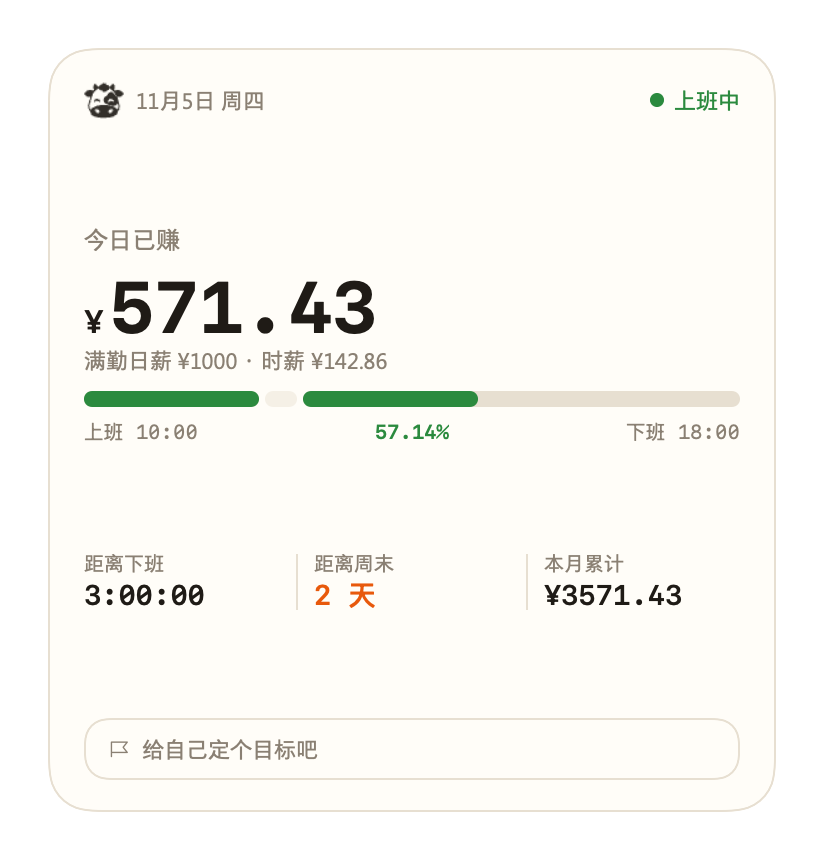 11月5日 周四
上班中
今日已赚
¥571.43
满勤日薪 ¥1000 · 时薪 ¥142.86
上班 10:00 57.14% 下班 18:00
距离下班 距离周末 本月累计
3:00:00 2 天 ¥3571.43
给自己定个目标吧